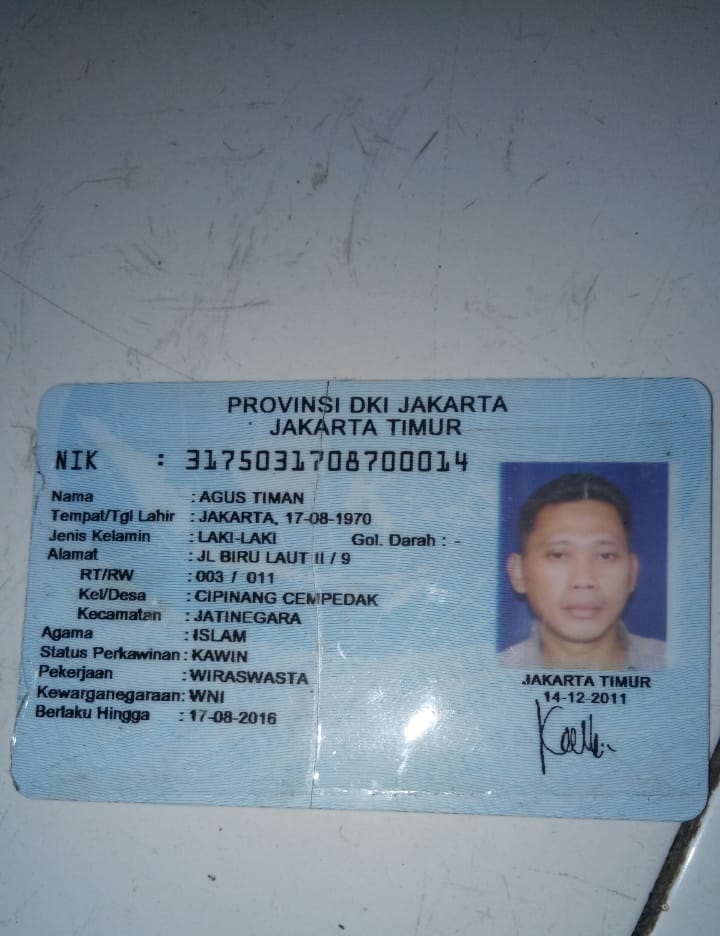 PROVINSI DKI JAKARTA
JAKARTA TIMUR
NIK : 3175031708700014
Nama : AGUS TIMAN
Tempat/Tgl Lahir : JAKARTA, 17-08-1970
Jenis Kelamin : LAKI-LAKI Gol. Darah : -
Alamat : JL BIRU LAUT II / 9
RT/RW : 003 / 011
Kel/Desa : CIPINANG CEMPEDAK
Kecamatan : JATINEGARA
Agama : ISLAM
Status Perkawinan : KAWIN
Pekerjaan : WIRASWASTA
Kewarganegaraan : WNI
Berlaku Hingga : 17-08-2016
JAKARTA TIMUR
14-12-2011